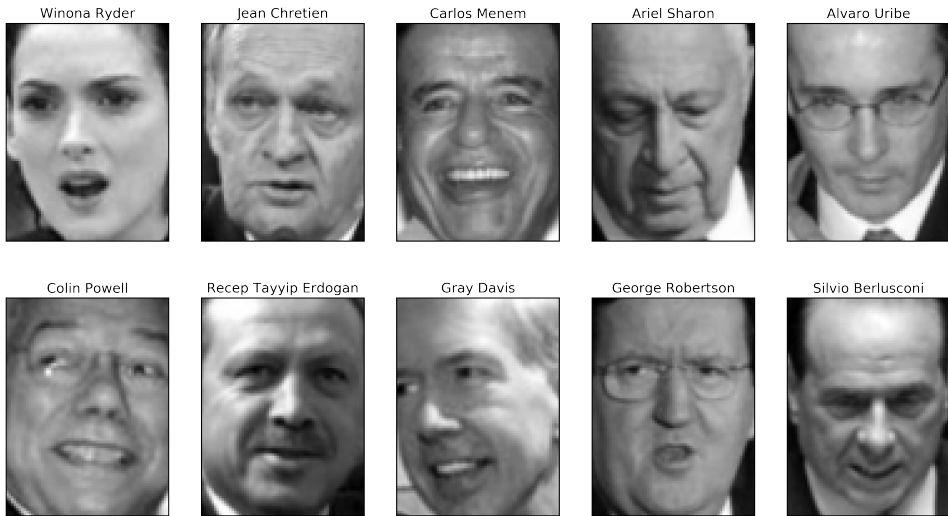 Winona Ryder
Jean Chretien
Carlos Menem
Ariel Sharon
Alvaro Uribe
Colin Powell
Recep Tayyip Erdogan
Gray Davis
George Robertson
Silvio Berlusconi